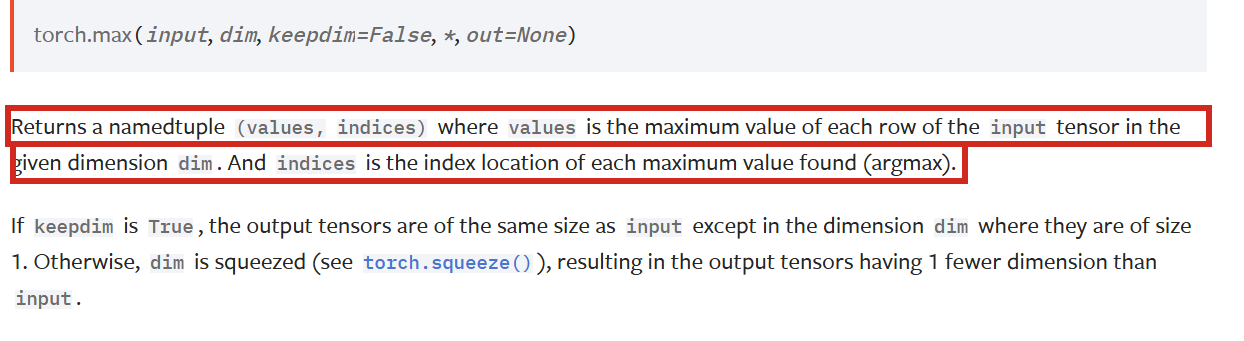 torch.max(input, dim, keepdim=False, *, out=None)
Returns a namedtuple (values, indices) where values is the maximum value of each row of the input tensor in the
given dimension dim. And indices is the index location of each maximum value found (argmax).
If keepdim is True, the output tensors are of the same size as input except in the dimension dim where they are of size
1. Otherwise, dim is squeezed (see torch.squeeze()), resulting in the output tensors having 1 fewer dimension than
input.